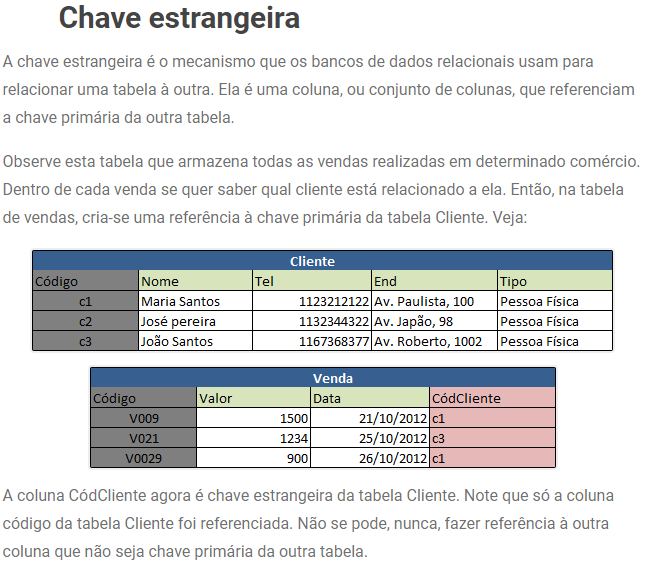 Chave estrangeira
A chave estrangeira é o mecanismo que os bancos de dados relacionais usam para
relacionar uma tabela à outra. Ela é uma coluna, ou conjunto de colunas, que referenciam
a chave primária da outra tabela.
Observe esta tabela que armazena todas as vendas realizadas em determinado comércio.
Dentro de cada venda se quer saber qual cliente está relacionado a ela. Então, na tabela
de vendas, cria-se uma referência à chave primária da tabela Cliente. Veja:
Cliente
Código Nome Tel End Tipo
c1 Maria Santos 1123212122 Av. Paulista, 100 Pessoa Física
c2 José pereira 1132344322 Av. Japão, 98 Pessoa Física
c3 João Santos 1167368377 Av. Roberto, 1002 Pessoa Física
Venda
Código Valor Data CódCliente
V009 1500 21/10/2012 c1
V021 1234 25/10/2012 c3
V0029 900 26/10/2012 c1
A coluna CódCliente agora é chave estrangeira da tabela Cliente. Note que só a coluna
código da tabela Cliente foi referenciada. Não se pode, nunca, fazer referência à outra
coluna que não seja chave primária da outra tabela.